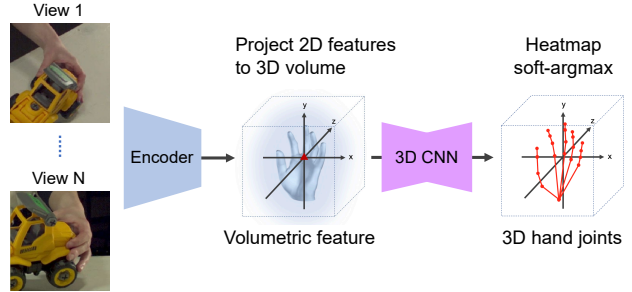 View 1
View N
Encoder
Project 2D features
to 3D volume
y
z
x
Volumetric feature
3D CNN
Heatmap
soft-argmax
y
z
x
3D hand joints